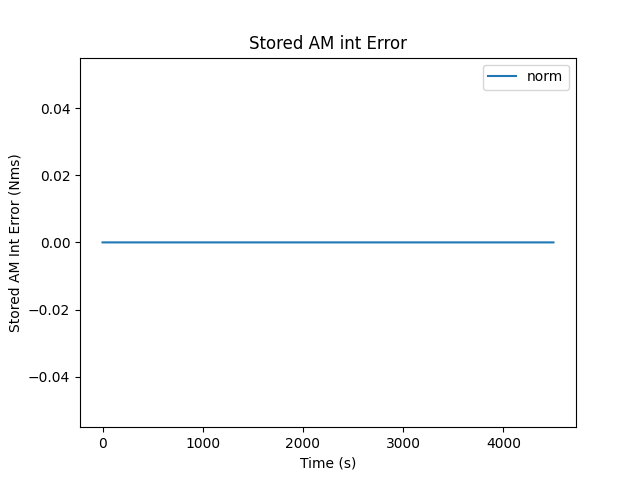 Stored AM int Error
norm
Stored AM Int Error (Nms)
0.04
0.02
0.00
−0.02
−0.04
0 1000 2000 3000 4000
Time (s)